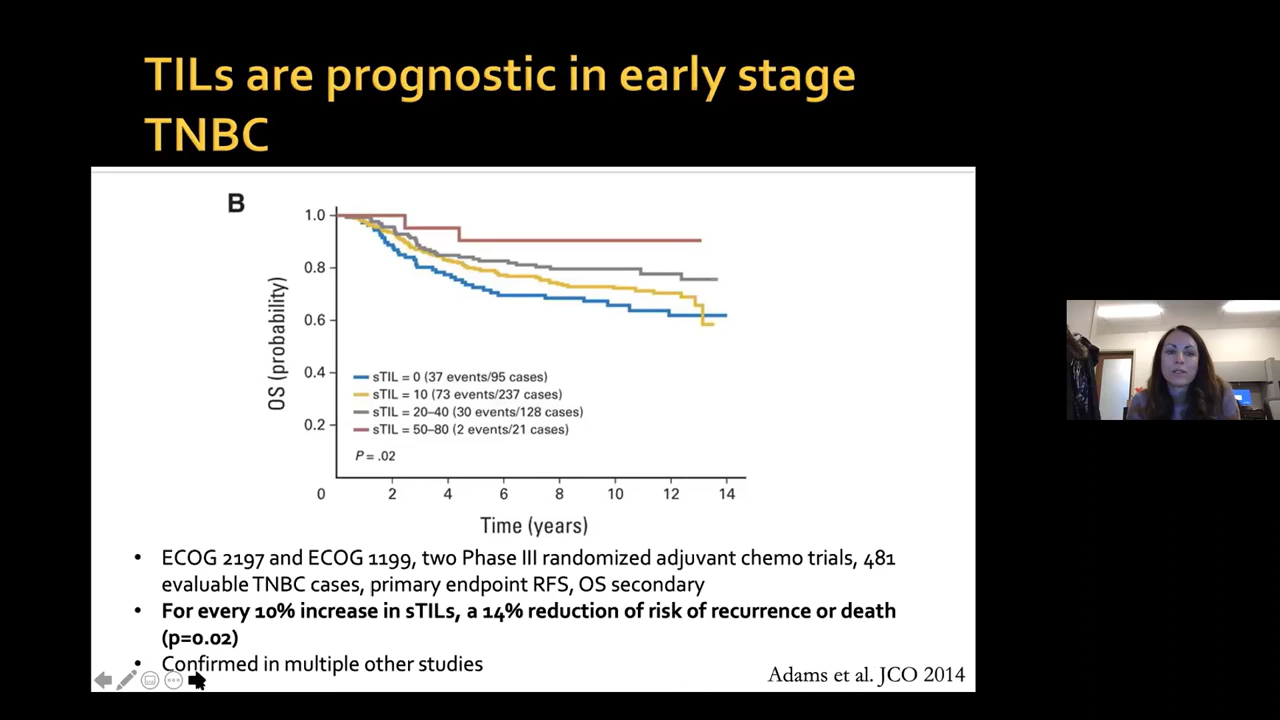 TILs are prognostic in early stage
TNBC
B
1.0
0.8
0.6
0.4
0.2
0
OS (probability)
sTIL = 0 (37 events/95 cases)
sTIL = 10 (73 events/237 cases)
sTIL = 20–40 (30 events/128 cases)
sTIL = 50–80 (2 events/21 cases)
P = .02
2 4 6 8 10 12 14
Time (years)
• ECOG 2197 and ECOG 1199, two Phase III randomized adjuvant chemo trials, 481
evaluable TNBC cases, primary endpoint RFS, OS secondary
• For every 10% increase in sTILs, a 14% reduction of risk of recurrence or death
(p=0.02)
• Confirmed in multiple other studies
Adams et al. JCO 2014